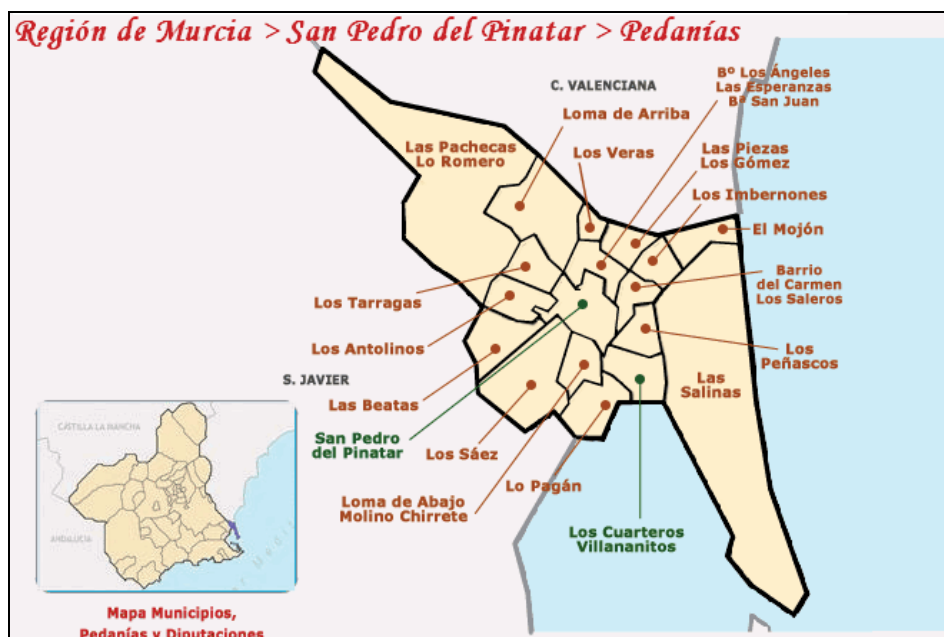 Región de Murcia > San Pedro del Pinatar > Pedanías
C. VALENCIANA
Bº Los Ángeles
Las Esperanzas
Bº San Juan
Loma de Arriba
Las Pachecas
Lo Romero
Los Veras
Las Piezas
Los Gómez
Los Imbernones
El Mojón
Barrio
del Carmen
Los Saleros
Los Tarragas
Los Antolinos
Los
Peñascos
S. JAVIER
Las
Salinas
Las Beatas
San Pedro
del Pinatar
Los Sáez
Lo Pagán
Loma de Abajo
Molino Chirrete
Los Cuarteros
Villananitos
CASTILLA LA MANCHA
ANDALUCIA
Mapa Municipios,
Pedanías y Diputaciones